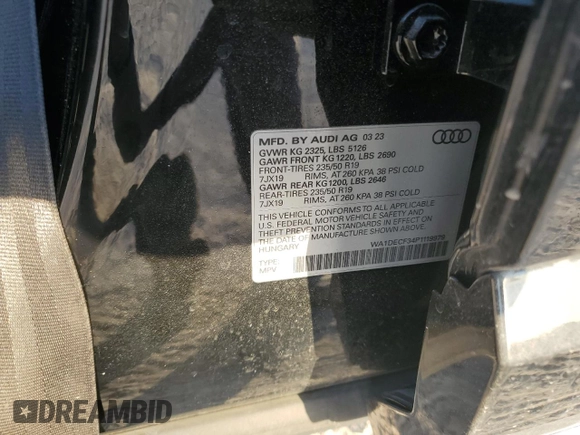 MFD. BY AUDI AG 03 23
GVWR KG 2325, LBS 5126
GAWR FRONT KG1220, LBS 2690
FRONT-TIRES 235/50 R19
7JX19 RIMS, AT 260 KPA 38 PSI COLD
GAWR REAR KG1200, LBS 2646
REAR-TIRES 235/50 R19
7JX19 RIMS, AT 260 KPA 38 PSI COLD
THIS VEHICLE CONFORMS TO ALL APPLICABLE
U.S. FEDERAL MOTOR VEHICLE SAFETY
AND THEFT PREVENTION STANDARDS IN EFFECT ON
THE DATE OF MANUFACTURE SHOWN ABOVE.
HUNGARY
TYPE:
MPV
DREAMBID